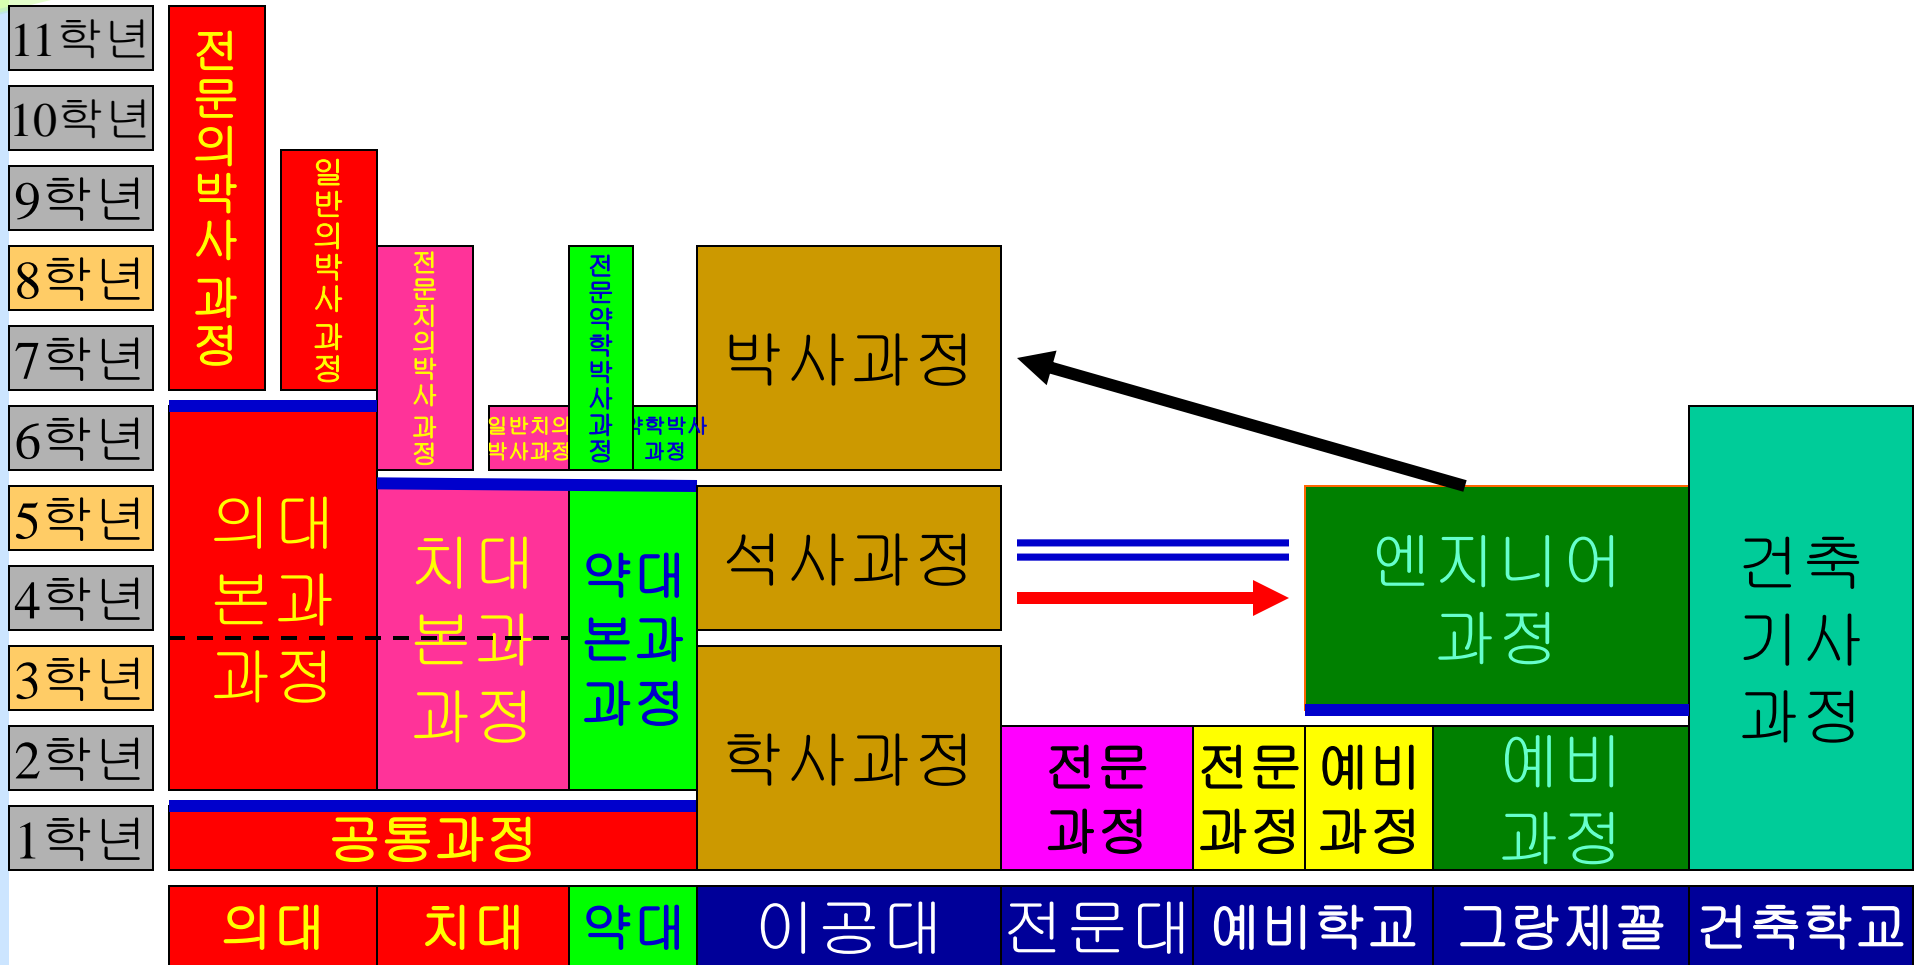 11학년
10학년
9학년
8학년
7학년
6학년
5학년
4학년
3학년
2학년
1학년
전문의박사 과정
일반의박사 과정
전문치의박사 과정
일반치의
박사과정
전문약학박사과정
약학박사
과정
박사과정
석사과정
학사과정
의대
본과
과정
치대
본과
과정
약대
본과
과정
공통과정
엔지니어
과정
건축
기사
과정
전문
과정
전문
과정
예비
과정
예비
과정
의대
치대
약대
이공대
전문대
예비학교
그랑제꼴
건축학교